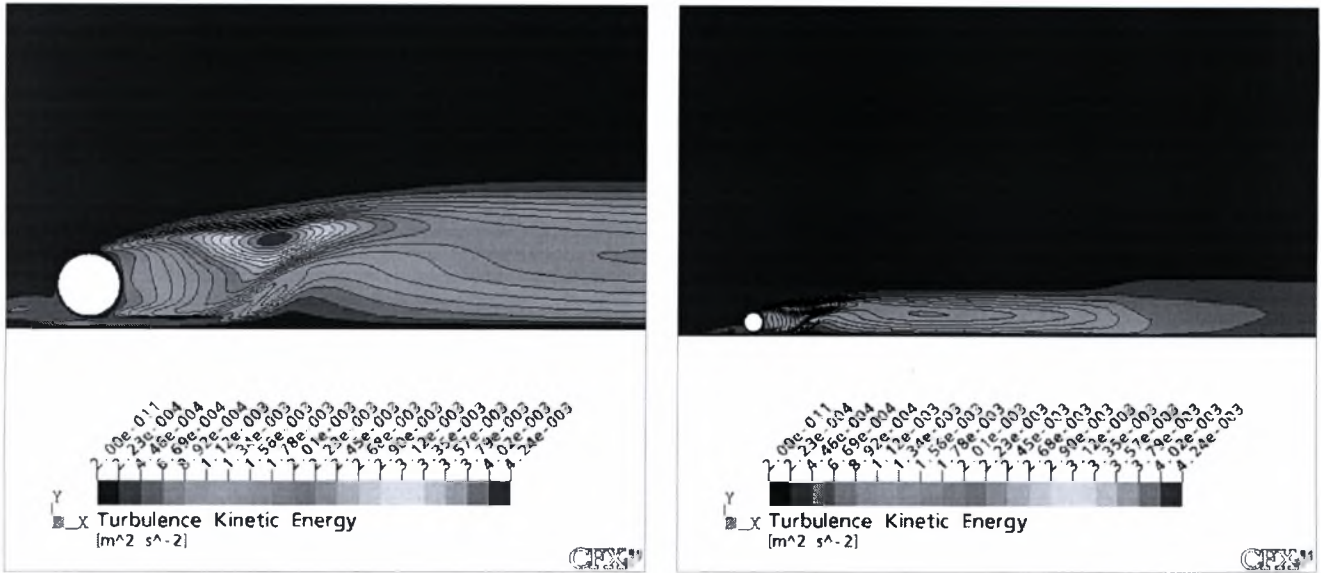 2.00e-011
2.23e-004
4.46e-004
6.69e-004
8.92e-004
1.12e-003
1.34e-003
1.56e-003
1.78e-003
2.01e-003
2.23e-003
2.45e-003
2.68e-003
2.90e-003
3.12e-003
3.35e-003
3.57e-003
3.79e-003
4.02e-003
4.24e-003
Y
X
Turbulence Kinetic Energy
[m^2 s^-2]
CFX
2.00e-011
2.23e-004
4.46e-004
6.69e-004
8.92e-004
1.12e-003
1.34e-003
1.56e-003
1.78e-003
2.01e-003
2.23e-003
2.45e-003
2.68e-003
2.90e-003
3.12e-003
3.35e-003
3.57e-003
3.79e-003
4.02e-003
4.24e-003
Y
X
Turbulence Kinetic Energy
[m^2 s^-2]
CFX